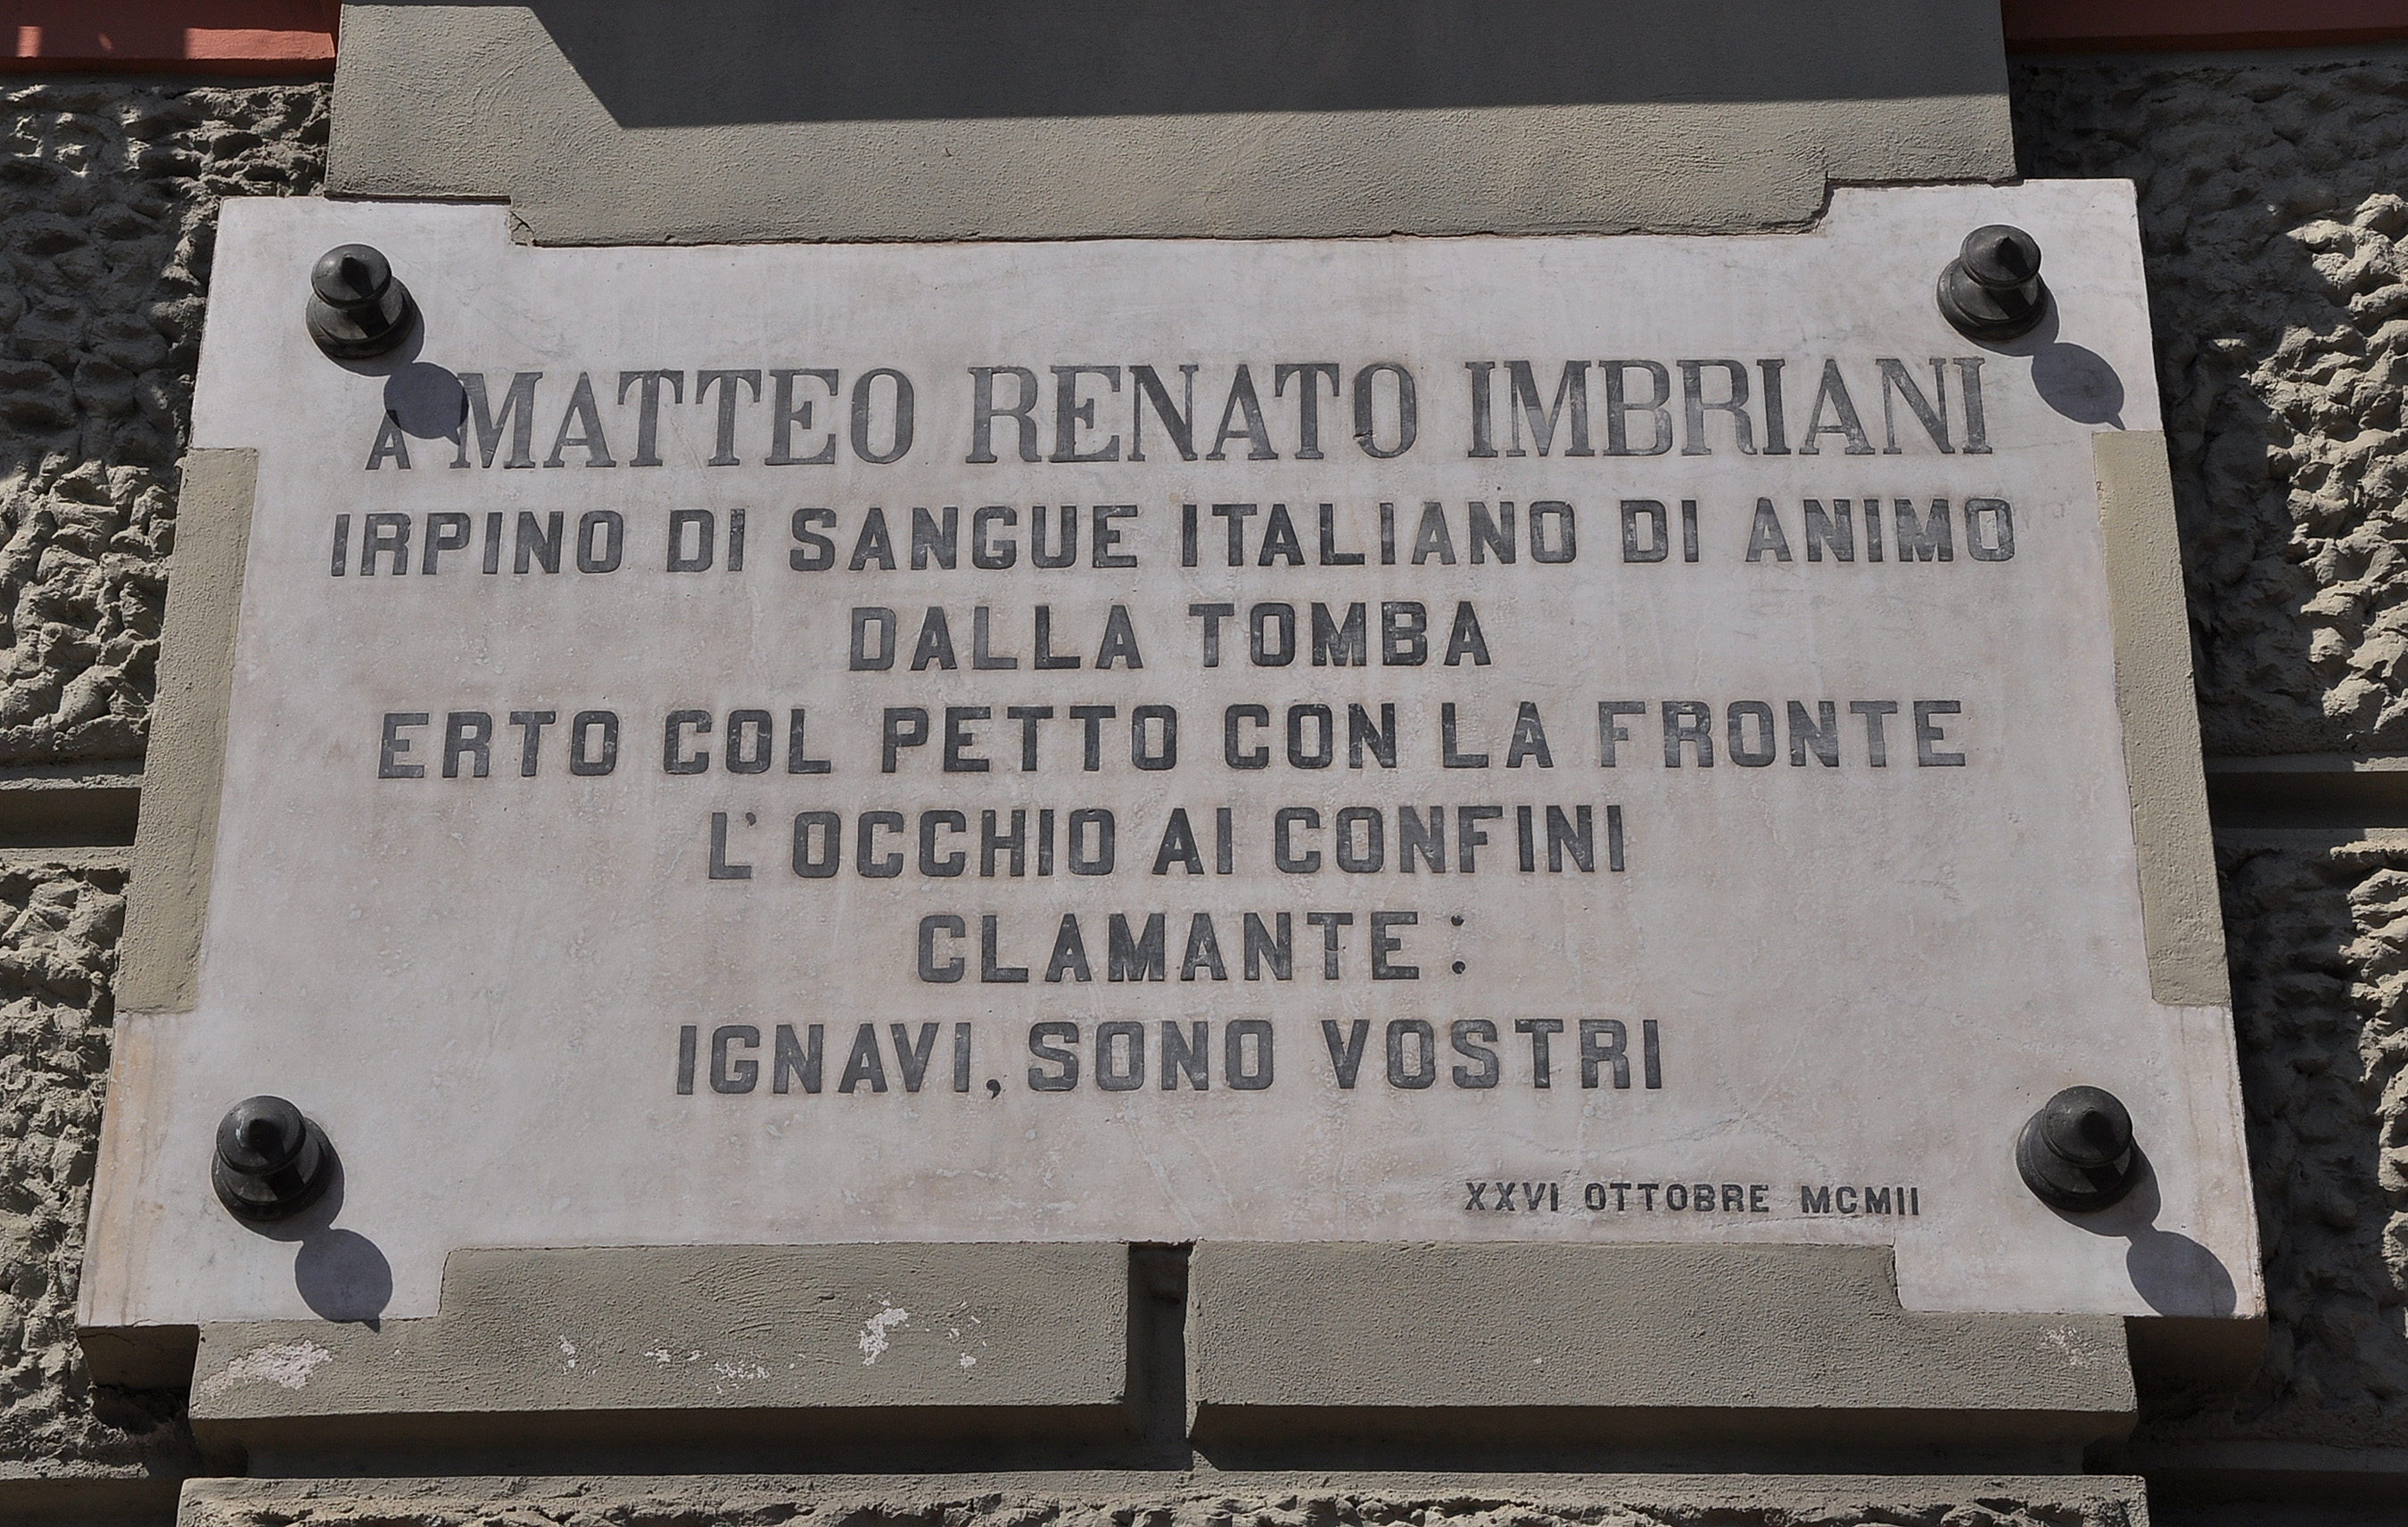 A MATTEO RENATO IMBRIANI
IRPINO DI SANGUE ITALIANO DI ANIMO
DALLA TOMBA
ERTO COL PETTO CON LA FRONTE
L'OCCHIO AI CONFINI
CLAMANTE:
IGNAVI, SONO VOSTRI
XXVI OTTOBRE MCMII